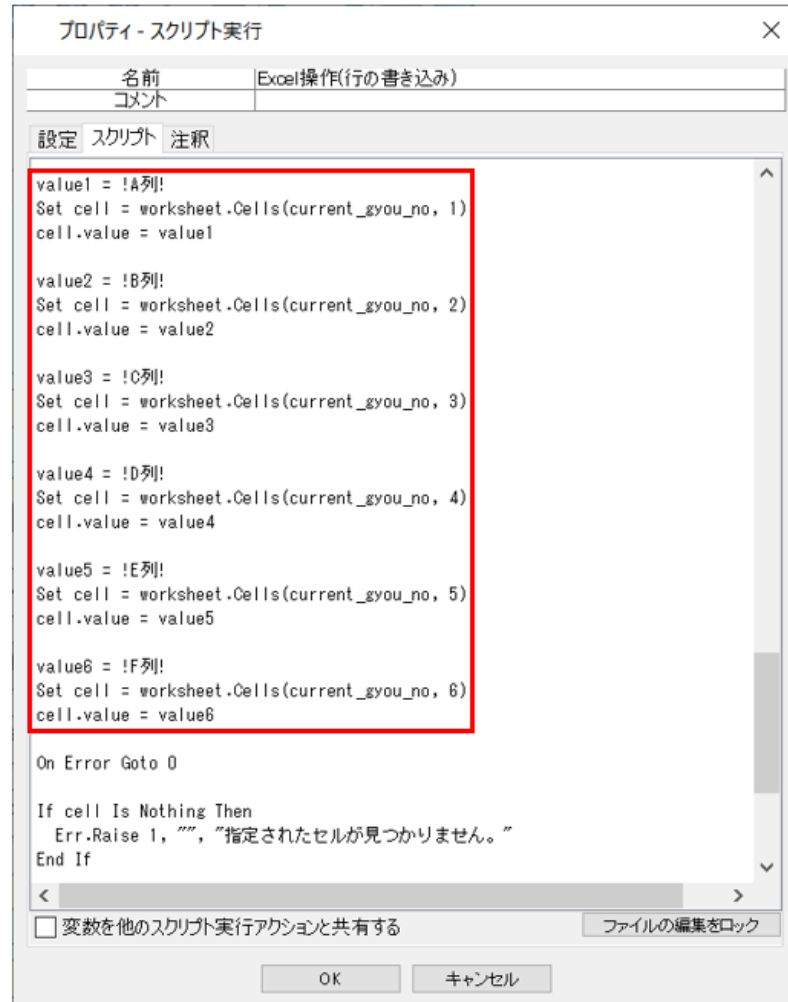 プロパティ - スクリプト実行
名前 Excel操作(行の書き込み)
コメント
設定 スクリプト 注釈
value1 = !A列!
Set cell = worksheet.Cells(current_gyou_no, 1)
cell.value = value1
value2 = !B列!
Set cell = worksheet.Cells(current_gyou_no, 2)
cell.value = value2
value3 = !C列!
Set cell = worksheet.Cells(current_gyou_no, 3)
cell.value = value3
value4 = !D列!
Set cell = worksheet.Cells(current_gyou_no, 4)
cell.value = value4
value5 = !E列!
Set cell = worksheet.Cells(current_gyou_no, 5)
cell.value = value5
value6 = !F列!
Set cell = worksheet.Cells(current_gyou_no, 6)
cell.value = value6
On Error Goto 0
If cell Is Nothing Then
Err.Raise 1, "", "指定されたセルが見つかりません。"
End If
変数を他のスクリプト実行アクションと共有する ファイルの編集をロック
OK キャンセル